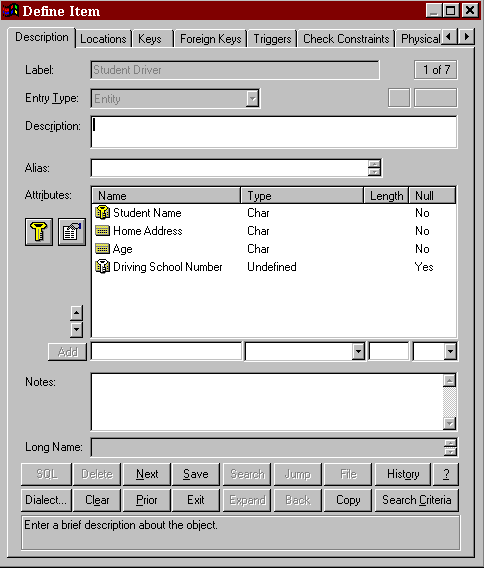 Define Item
Description Locations Keys Foreign Keys Triggers Check Constraints Physical
Label: Student Driver 1 of 7
Entry Type: Entity
Description:
Alias:
Attributes: Name Type Length Null
Student Name Char No
Home Address Char No
Age Char No
Driving School Number Undefined Yes
Add
Notes:
Long Name:
SQL Delete Next Save Search Jump File History ?
Dialect... Clear Prior Exit Expand Back Copy Search Criteria
Enter a brief description about the object.